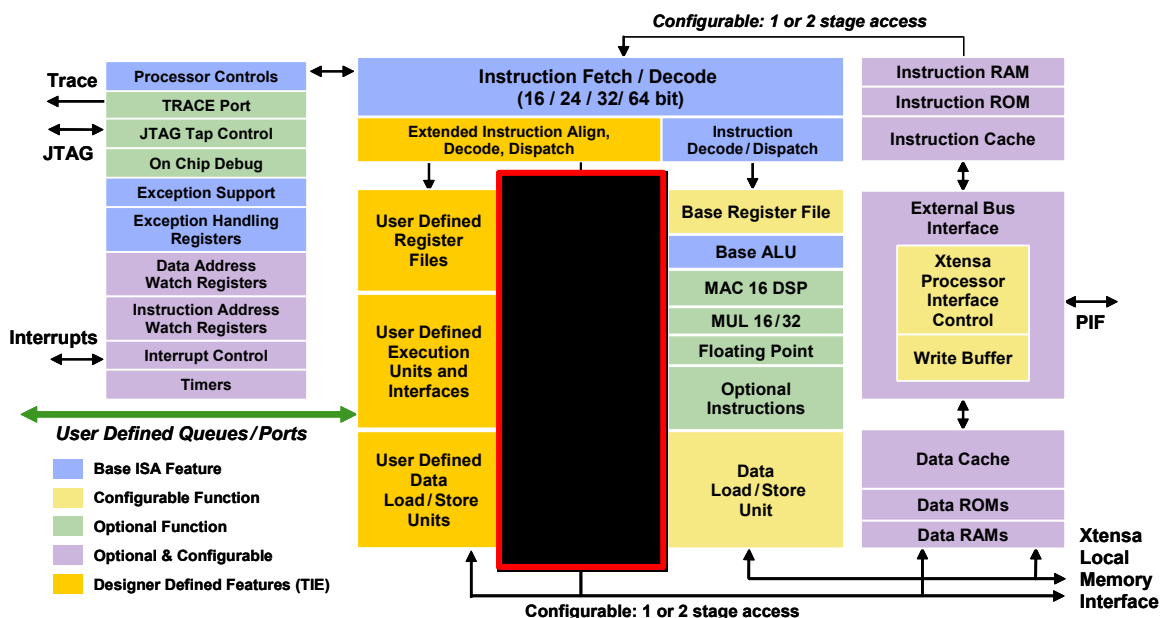 Configurable: 1 or 2 stage access
Trace
JTAG
Interrupts
Processor Controls
TRACE Port
JTAG Tap Control
On Chip Debug
Exception Support
Exception Handling
Registers
Data Address
Watch Registers
Instruction Address
Watch Registers
Interrupt Control
Timers
User Defined Queues/Ports
Base ISA Feature
Configurable Function
Optional Function
Optional & Configurable
Designer Defined Features (TIE)
Instruction Fetch / Decode
(16 / 24 / 32/ 64 bit)
Extended Instruction Align,
Decode, Dispatch
Instruction
Decode/Dispatch
User Defined
Register
Files
User Defined
Execution
Units and
Interfaces
User Defined
Data
Load/Store
Units
Base Register File
Base ALU
MAC 16 DSP
MUL 16/32
Floating Point
Optional
Instructions
Data
Load/Store
Unit
Instruction RAM
Instruction ROM
Instruction Cache
External Bus
Interface
Xtensa
Processor
Interface
Control
Write Buffer
PIF
Data Cache
Data ROMs
Data RAMs
Xtensa
Local
Memory
Interface
Configurable: 1 or 2 stage access